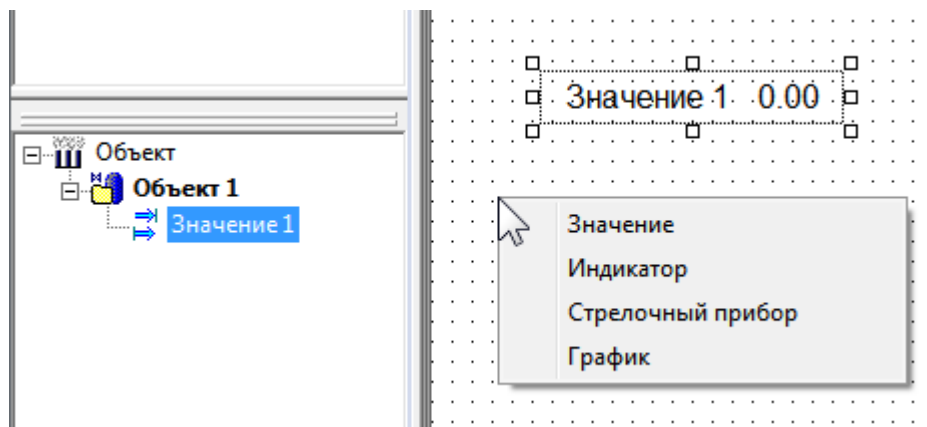 Объект
Объект 1
Значение 1
Значение 1 0.00
Значение
Индикатор
Стрелочный прибор
График